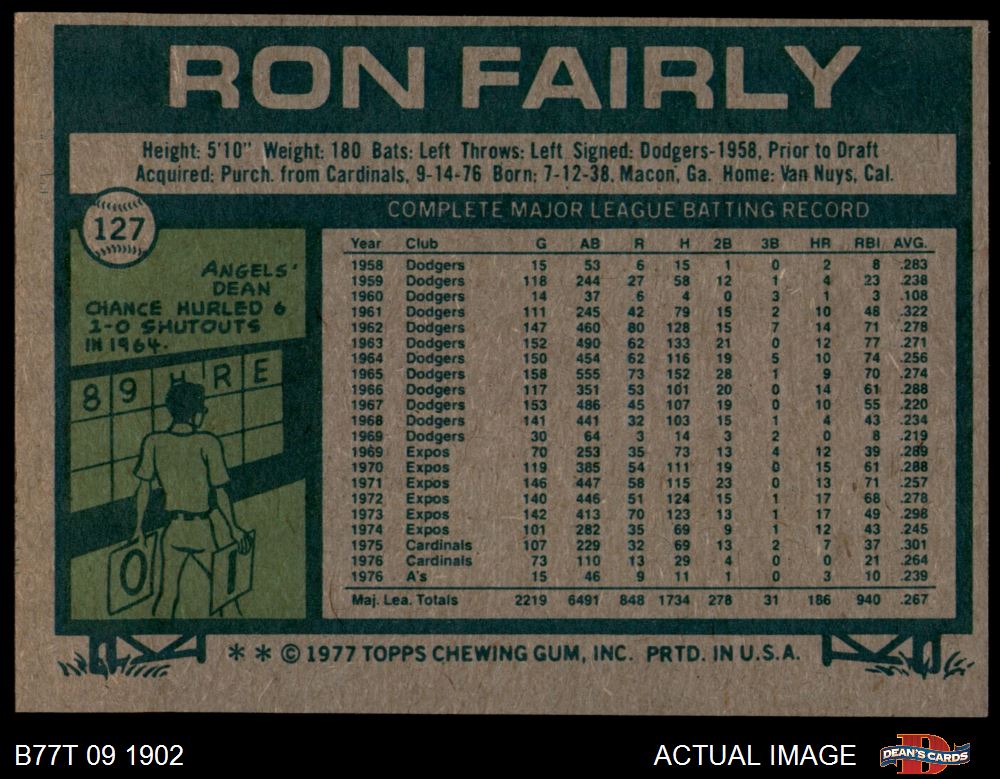 RON FAIRLY
Height: 5'10" Weight: 180 Bats: Left Throws: Left Signed: Dodgers-1958, Prior to Draft
Acquired: Purch. from Cardinals, 9-14-76 Born: 7-12-38, Macon, Ga. Home: Van Nuys, Cal.
127
COMPLETE MAJOR LEAGUE BATTING RECORD
ANGELS'
DEAN
CHANCE HURLED 6
1-0 SHUTOUTS
IN 1964.
89 HRE
0 1
Year Club G AB R H 2B 3B HR RBI AVG.
1958 Dodgers 15 53 6 15 1 0 2 8 .283
1959 Dodgers 118 244 27 58 12 1 4 23 .238
1960 Dodgers 14 37 6 4 0 3 1 3 .108
1961 Dodgers 111 245 42 79 15 2 10 48 .322
1962 Dodgers 147 460 80 128 15 7 14 71 .278
1963 Dodgers 152 490 62 133 21 0 12 77 .271
1964 Dodgers 150 454 62 116 19 5 10 74 .256
1965 Dodgers 158 555 73 152 28 1 9 70 .274
1966 Dodgers 117 351 53 101 20 0 14 61 .288
1967 Dodgers 153 486 45 107 19 0 10 55 .220
1968 Dodgers 141 441 32 103 15 1 4 43 .234
1969 Dodgers 30 64 3 14 3 2 0 8 .219
1969 Expos 70 253 35 73 13 4 12 39 .289
1970 Expos 119 385 54 111 19 0 15 61 .288
1971 Expos 146 447 58 115 23 0 13 71 .257
1972 Expos 140 446 51 124 15 1 17 68 .278
1973 Expos 142 413 70 123 13 1 17 49 .298
1974 Expos 101 282 35 69 9 1 12 43 .245
1975 Cardinals 107 229 32 69 13 2 7 37 .301
1976 Cardinals 73 110 13 29 4 0 0 21 .264
1976 A's 15 46 9 11 1 0 3 10 .239
Maj. Lea. Totals 2219 6491 848 1734 278 31 186 940 .267
** © 1977 TOPPS CHEWING GUM, INC. PRTD. IN U.S.A.
B77T 09 1902
ACTUAL IMAGE
DEAN'S CARDS